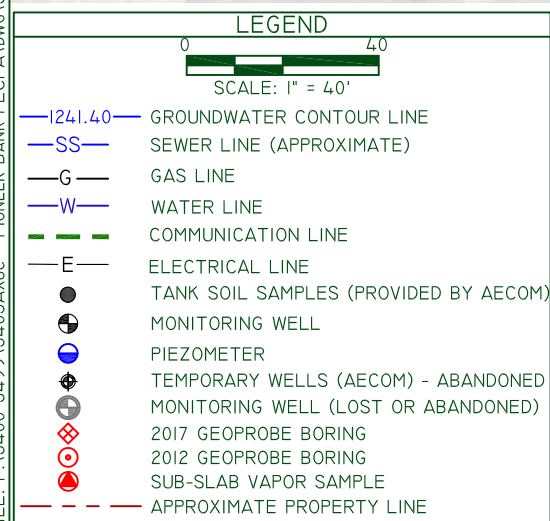 LEGEND
0 40
SCALE: 1" = 40'
1241.40 GROUNDWATER CONTOUR LINE
SS SEWER LINE (APPROXIMATE)
G GAS LINE
W WATER LINE
COMMUNICATION LINE
E ELECTRICAL LINE
TANK SOIL SAMPLES (PROVIDED BY AECOM)
MONITORING WELL
PIEZOMETER
TEMPORARY WELLS (AECOM) - ABANDONED
MONITORING WELL (LOST OR ABANDONED)
2017 GEOPROBE BORING
2012 GEOPROBE BORING
SUB-SLAB VAPOR SAMPLE
APPROXIMATE PROPERTY LINE